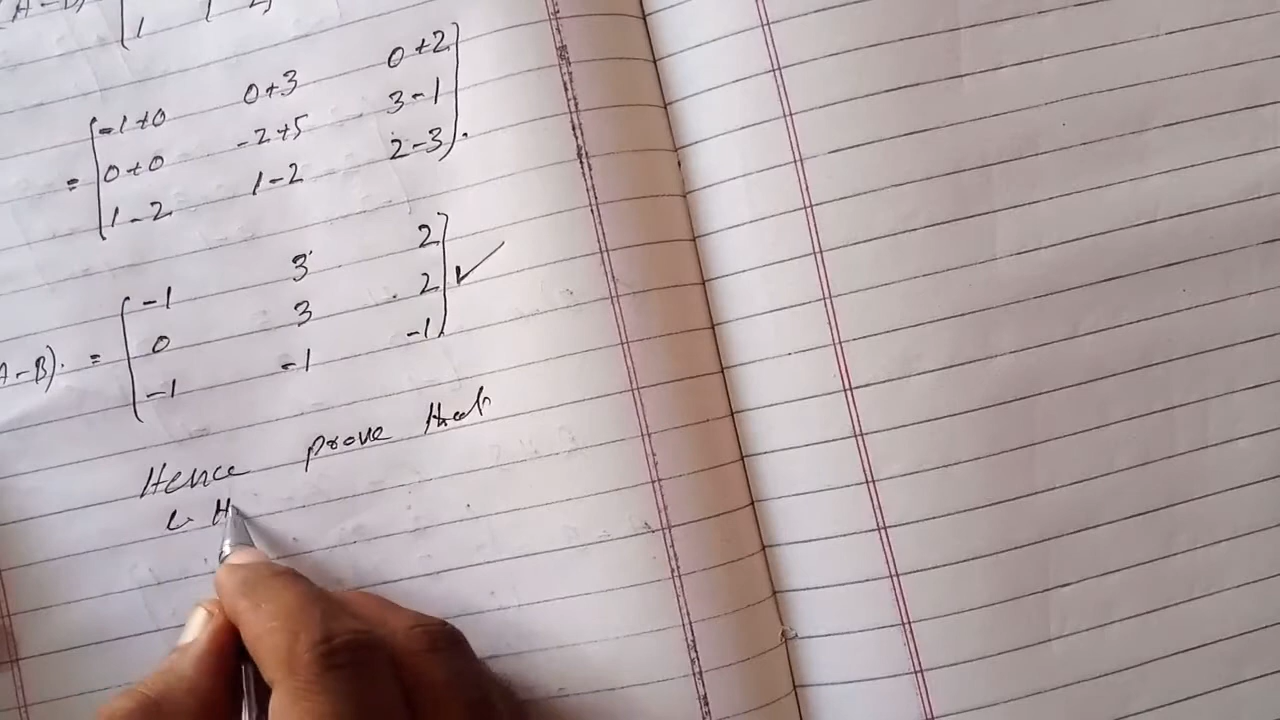 -1+0 0+3 0+2
= 0+0 -2+5 3-1
1-2 1-2 2-3
-1 3 2
A-B). = 0 3 2
-1 -1 -1
Hence prove that
L H